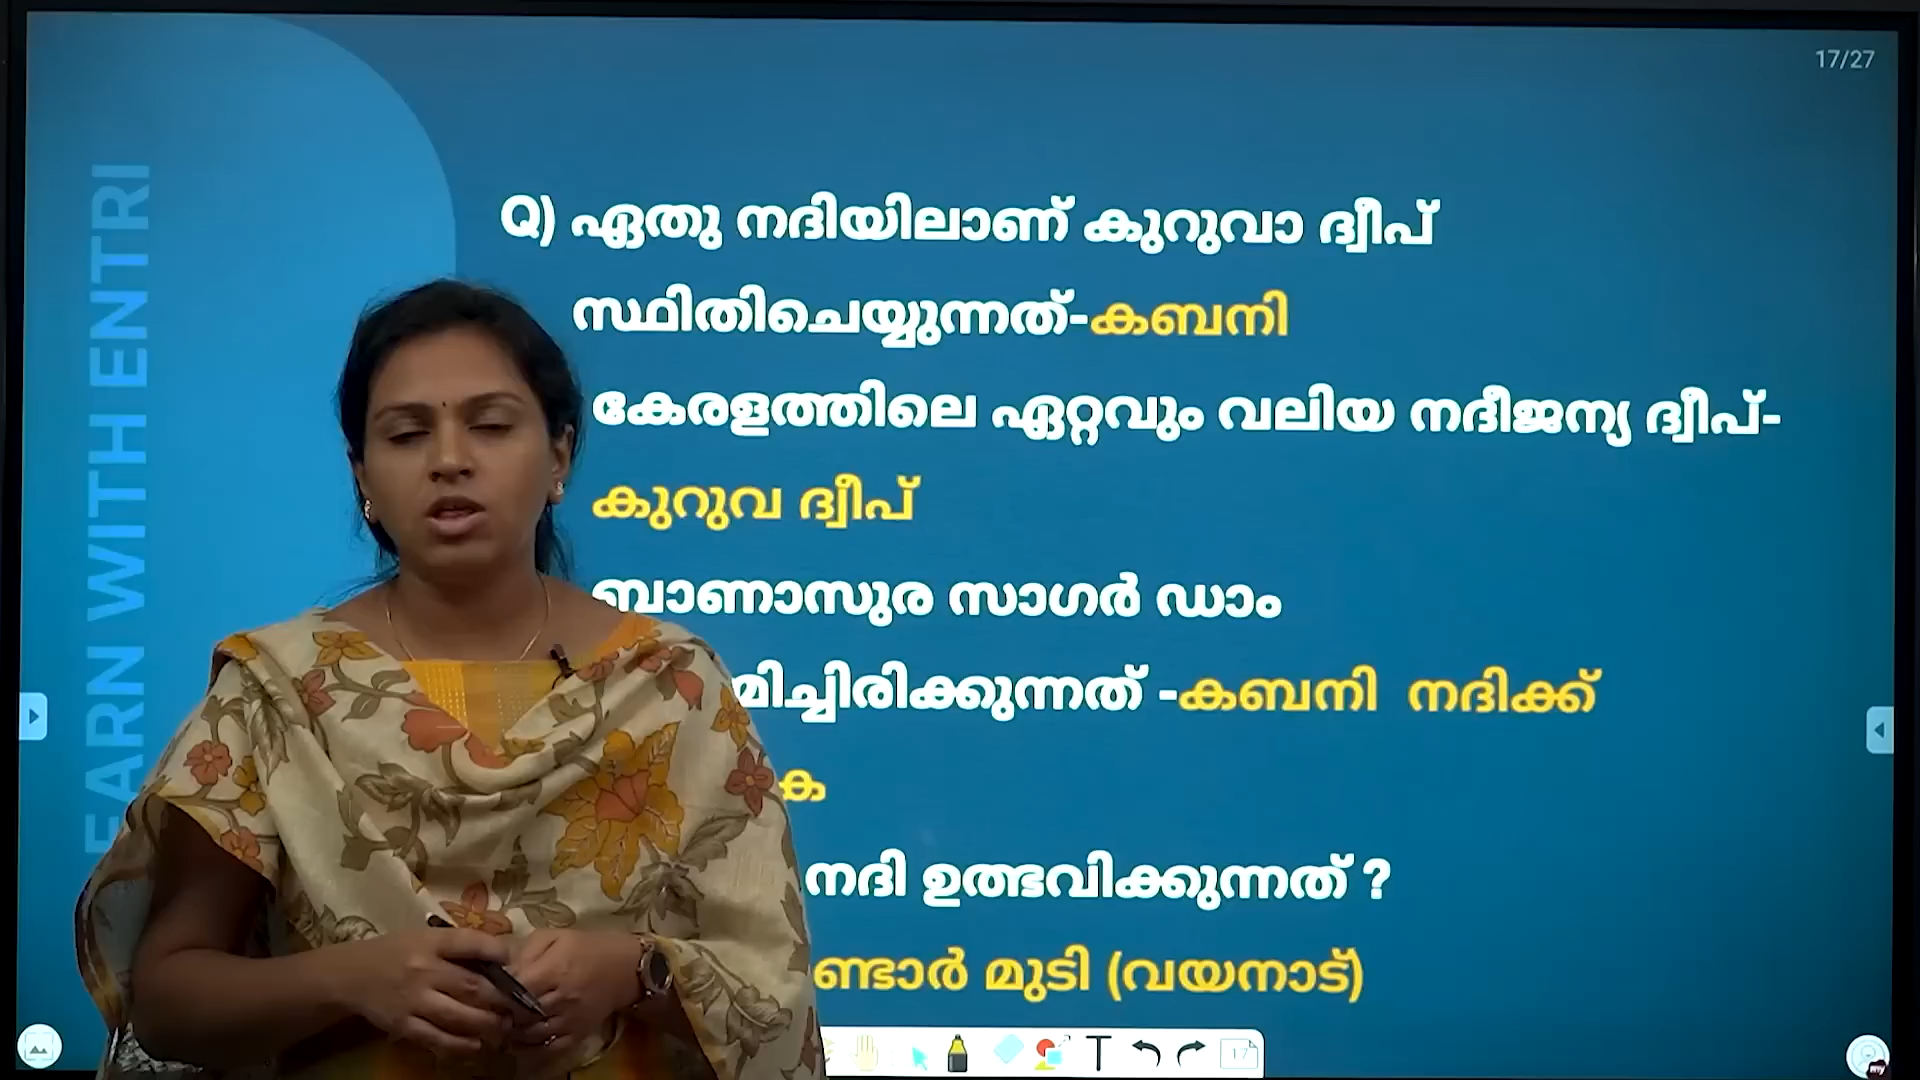 17/27
EARN WITH ENTRI
Q) ഏതു നദിയിലാണ് കുറുവാ ദ്വീപ്
സ്ഥിതിചെയ്യുന്നത്-കബനി
കേരളത്തിലെ ഏറ്റവും വലിയ നദീജന്യ ദ്വീപ്-
കുറുവ ദ്വീപ്
ബാണാസുര സാഗർ ഡാം
മിച്ചിരിക്കുന്നത് -കബനി നദിക്ക്
കെ
നദി ഉത്ഭവിക്കുന്നത് ?
ണ്ടാർ മുടി (വയനാട്)
T
17